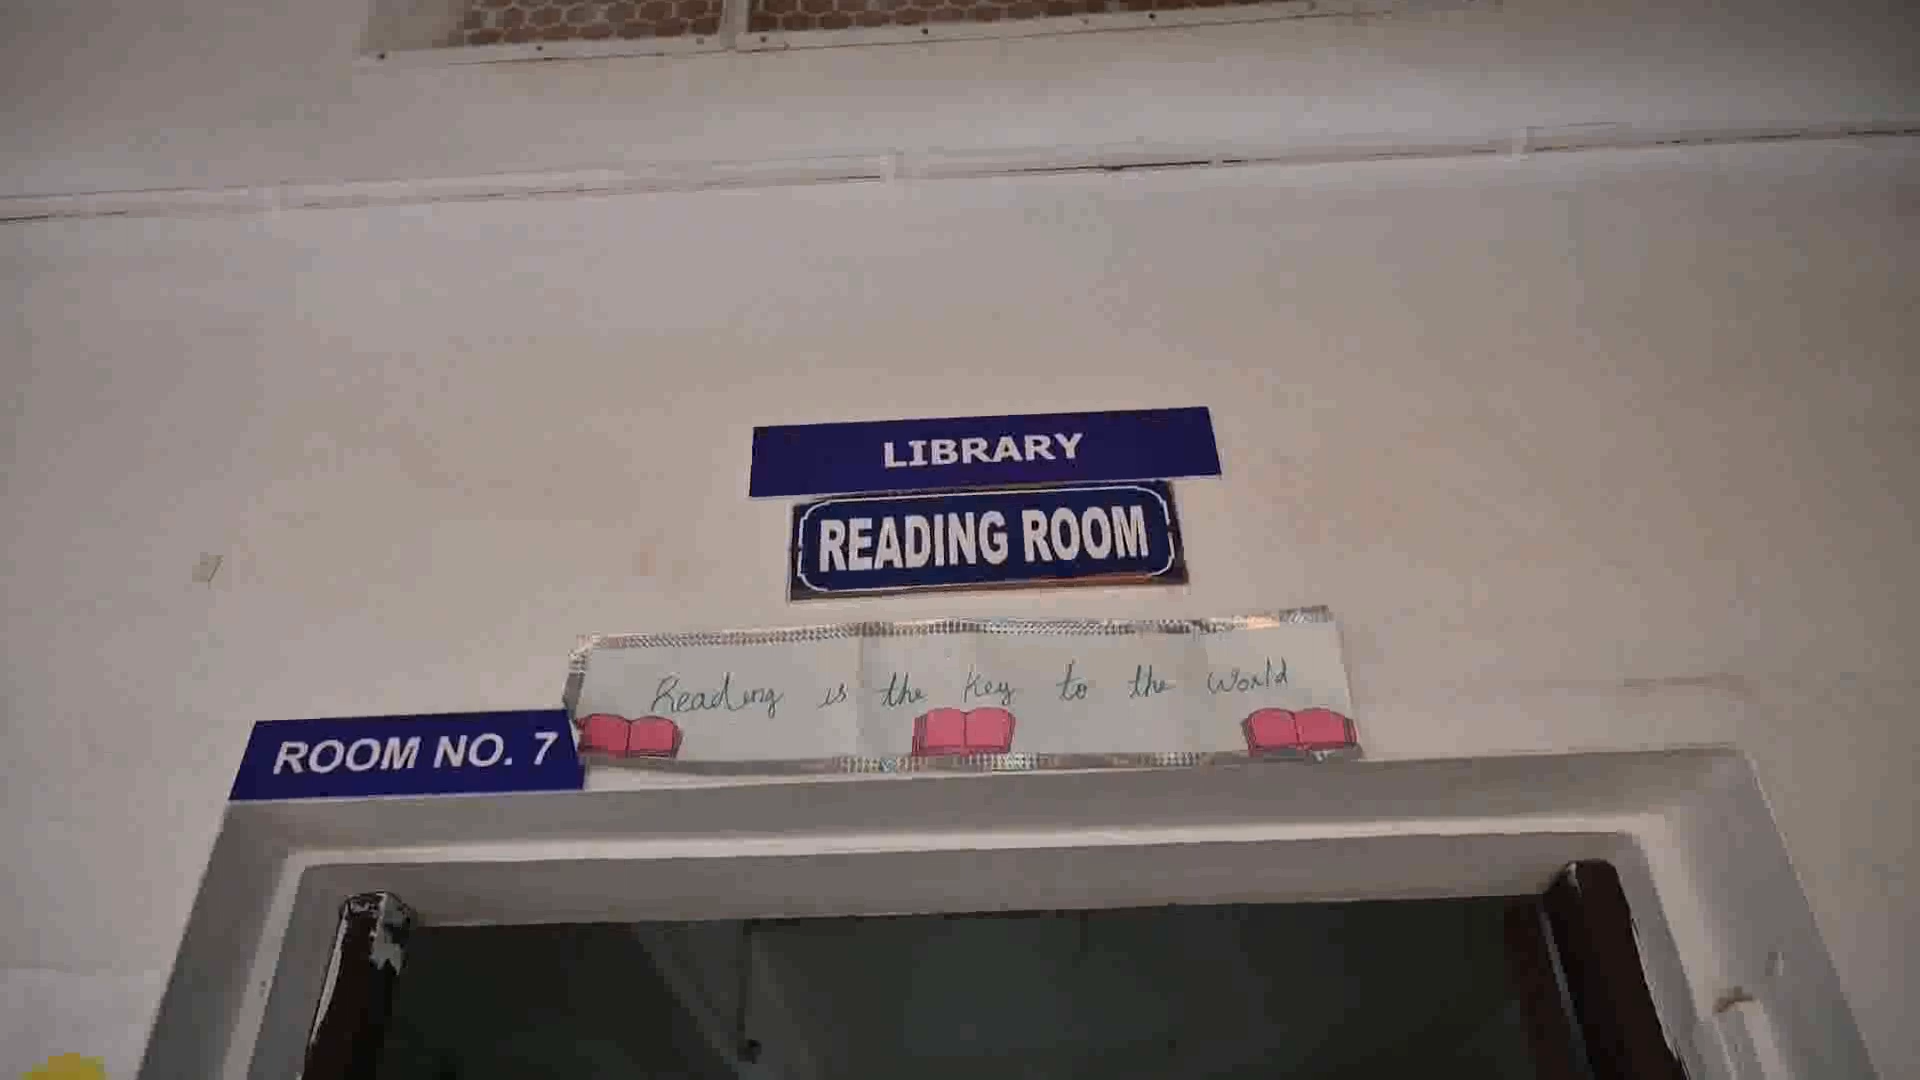 LIBRARY
READING ROOM
Reading is the key to the world
ROOM NO. 7